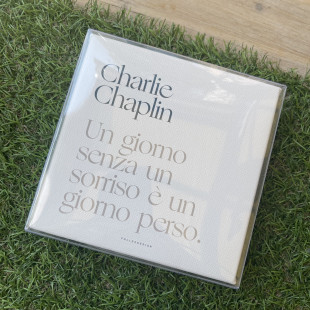 Charlie
Chaplin
Un giorno
senza un
sorriso è un
giorno perso.